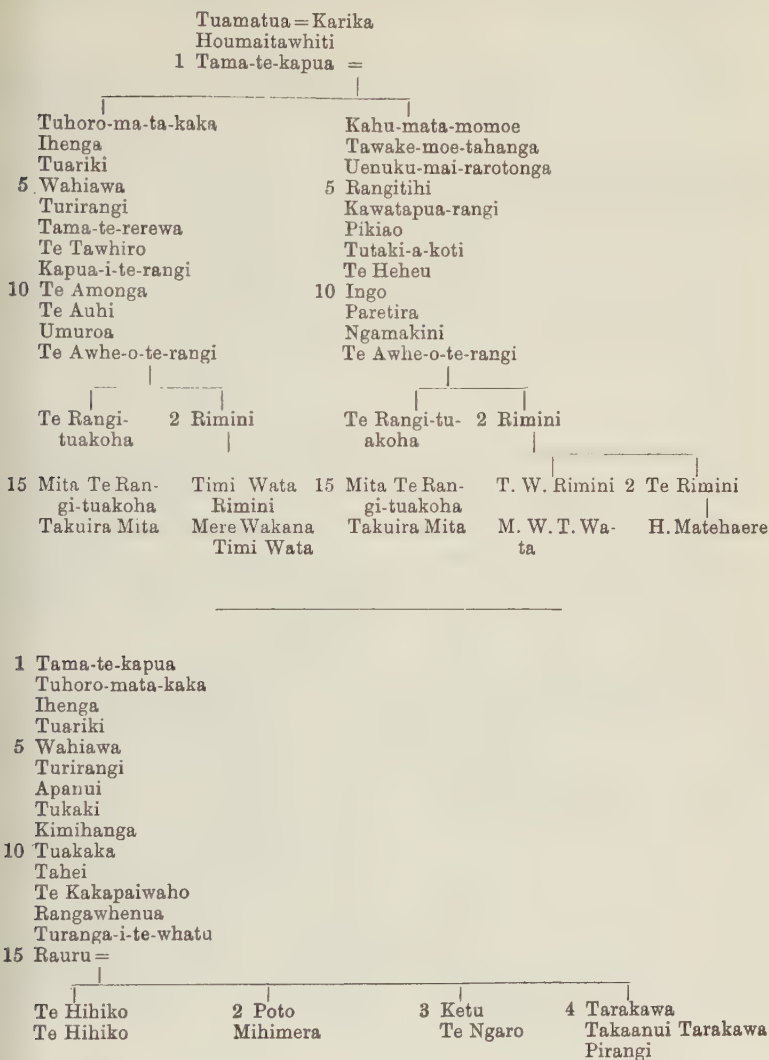 Tuamatua = Karika
Houmaitawhiti
1 Tama-te-kapua =
Tuhoro-ma-ta-kaka Kahu-mata-momoe
Ihenga Tawake-moe-tahanga
Tuariki Uenuku-mai-rarotonga
5 Wahiawa 5 Rangitihi
Turirangi Kawatapua-rangi
Tama-te-rerewa Pikiao
Te Tawhiro Tutaki-a-koti
Kapua-i-te-rangi Te Heheu
10 Te Amonga 10 Ingo
Te Auhi Paretira
Umuroa Ngamakini
Te Awhe-o-te-rangi Te Awhe-o-te-rangi
Te Rangi- 2 Rimini Te Rangi-tu- 2 Rimini
tuakoha akoha
15 Mita Te Ran- Timi Wata 15 Mita Te Ran- T. W. Rimini 2 Te Rimini
gi-tuakoha Rimini gi-tuakoha
Takuira Mita Mere Wakana Takuira Mita M. W. T. Wa- H. Matehaere
Timi Wata ta
1 Tama-te-kapua
Tuhoro-mata-kaka
Ihenga
Tuariki
5 Wahiawa
Turirangi
Apanui
Tukaki
Kimihanga
10 Tuakaka
Tahei
Te Kakapaiwaho
Rangawhenua
Turanga-i-te-whatu
15 Rauru =
Te Hihiko 2 Poto 3 Ketu 4 Tarakawa
Te Hihiko Mihimera Te Ngaro Takaanui Tarakawa
Pirangi